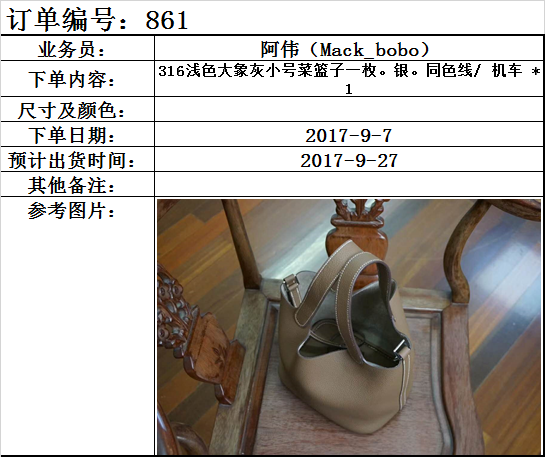 订单编号：861
业务员：
阿伟（Mack_bobo）
下单内容：
316浅色大象灰小号菜篮子一枚。银。同色线/ 机车 *
1
尺寸及颜色：
下单日期：
2017-9-7
预计出货时间：
2017-9-27
其他备注：
参考图片：